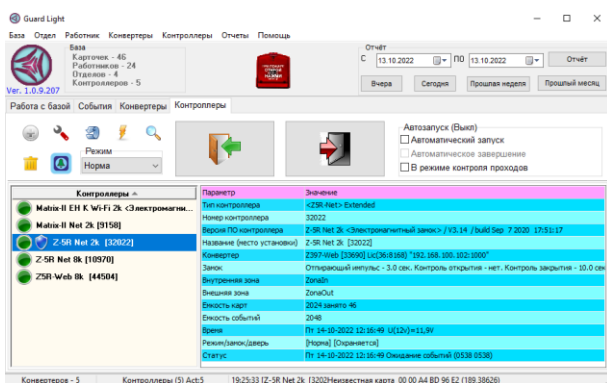 Guard Light
База Отдел Работник Конвертеры Контроллеры Отчеты Помощь
База
Карточек - 46
Работников - 24
Отделов - 4
Контроллеров - 5
Ver. 1.0.9.207
Отчёт
С 13.10.2022 ПО 13.10.2022 Отчёт
Вчера Сегодня Прошлая неделя Прошлый месяц
Работа с базой События Конвертеры Контроллеры
Режим
Норма
Автозапуск (Выкл)
Автоматический запуск
Автоматическое завершение
В режиме контроля проходов
Контроллеры
Matrix-II EH K Wi-Fi 2k <Электромагни...
Matrix-II Net 2k [9158]
Z-5R Net 2k [32022]
Z-5R Net 8k [10970]
Z5R-Web 8k [44504]
Параметр Значение
Тип контроллера <Z5R-Net> Extended
Номер контроллера 32022
Версия ПО контроллера Z-5R Net 2k <Электромагнитный замок> / V3.14 / build Sep 7 2020 17:51:17
Название (место установки) Z-5R Net 2k [32022]
Конвертер Z397-Web [33690] Lic(36:8168) "192.168.100.102:1000"
Замок Отпирающий импульс - 3.0 сек. Контроль открытия - нет. Контроль закрытия - 10.0 сек
Внутренняя зона ZonaIn
Внешняя зона ZonaOut
Емкость карт 2024 занято 46
Емкость событий 2048
Время Пт 14-10-2022 12:16:49 U(12v)=11,9V
Режим/замок/дверь [Норма] [Охраняется]
Статус Пт 14-10-2022 12:16:49 Ожидание событий (0538 0538)
Конвертеров - 5 Контроллеры (5) Act:5 19:25:33 [Z-5R Net 2k [3202Неизвестная карта 00 00 A4 BD 96 E2 (189.38626)